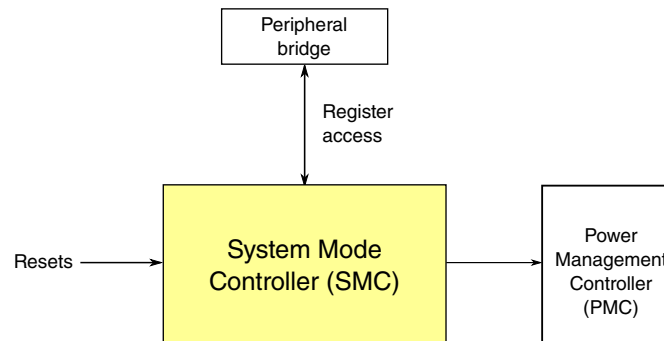 Peripheral
bridge
Register
access
Resets
System Mode
Controller (SMC)
Power
Management
Controller
(PMC)